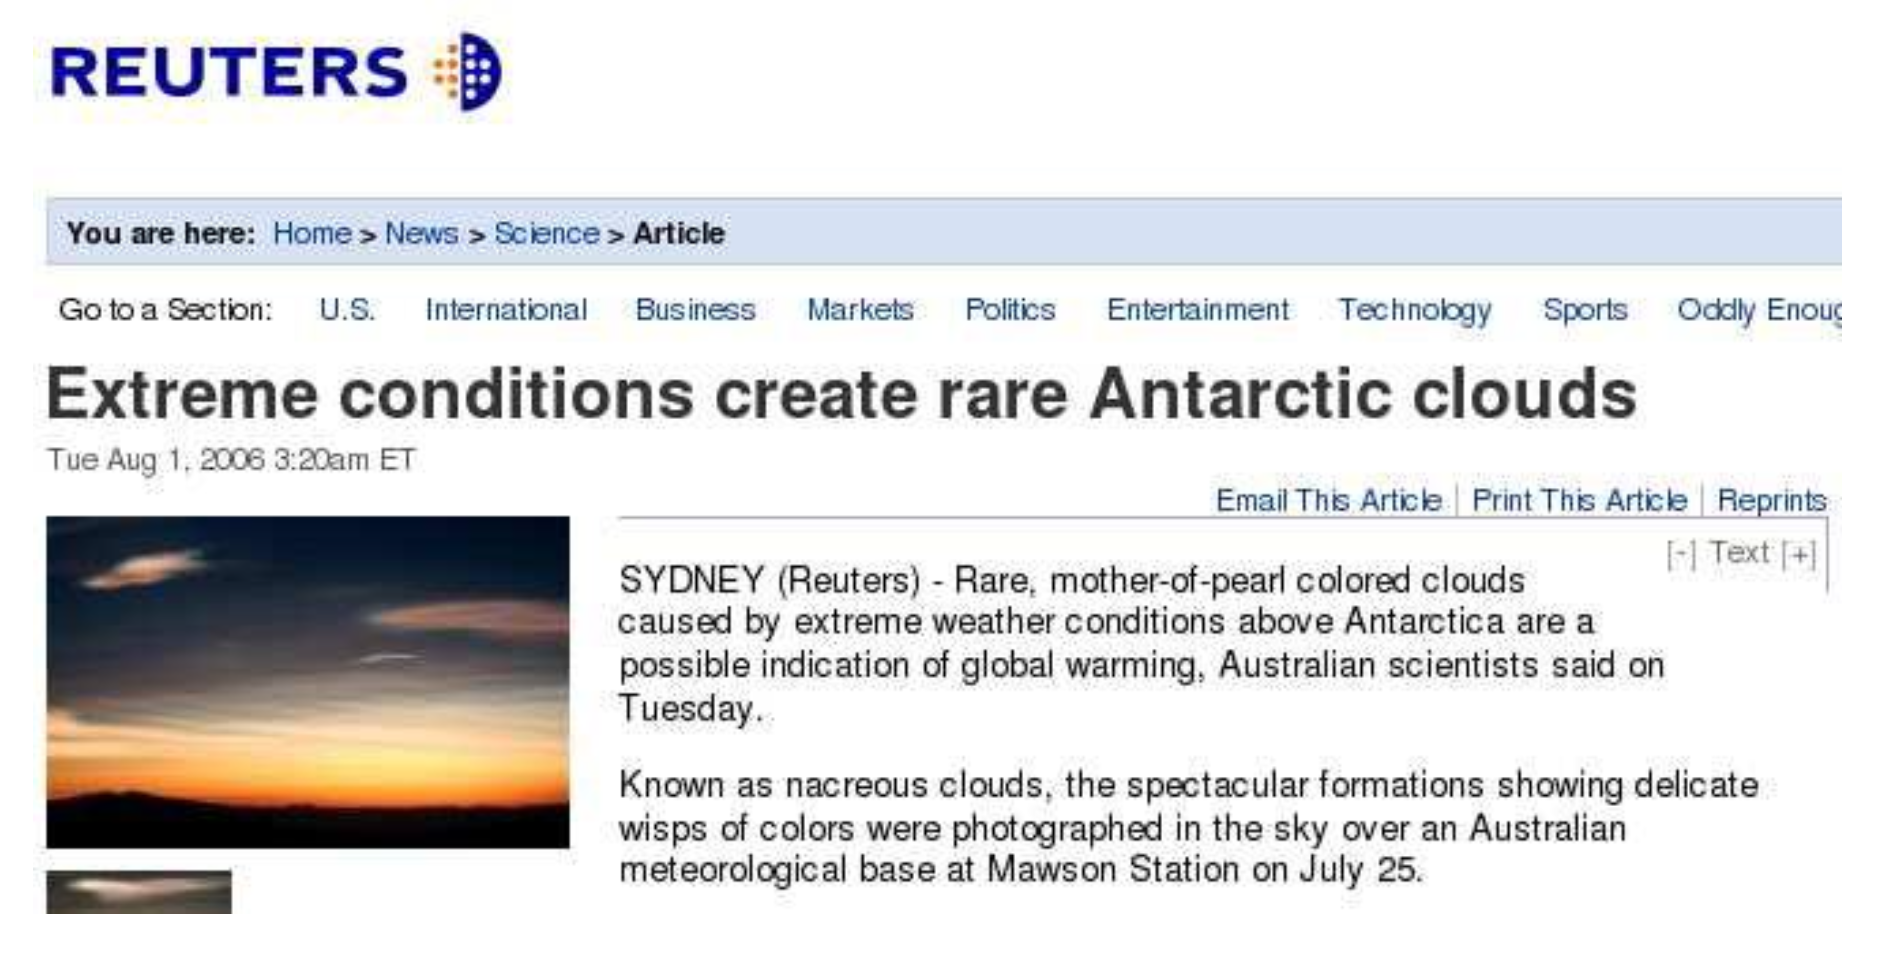 REUTERS
You are here: Home > News > Science > Article
Go to a Section: U.S. International Business Markets Politics Entertainment Technology Sports Oddly Enoug
Extreme conditions create rare Antarctic clouds
Tue Aug 1, 2006 3:20am ET
Email This Article | Print This Article | Reprints
[-] Text [+]
SYDNEY (Reuters) - Rare, mother-of-pearl colored clouds
caused by extreme weather conditions above Antarctica are a
possible indication of global warming, Australian scientists said on
Tuesday.
Known as nacreous clouds, the spectacular formations showing delicate
wisps of colors were photographed in the sky over an Australian
meteorological base at Mawson Station on July 25.